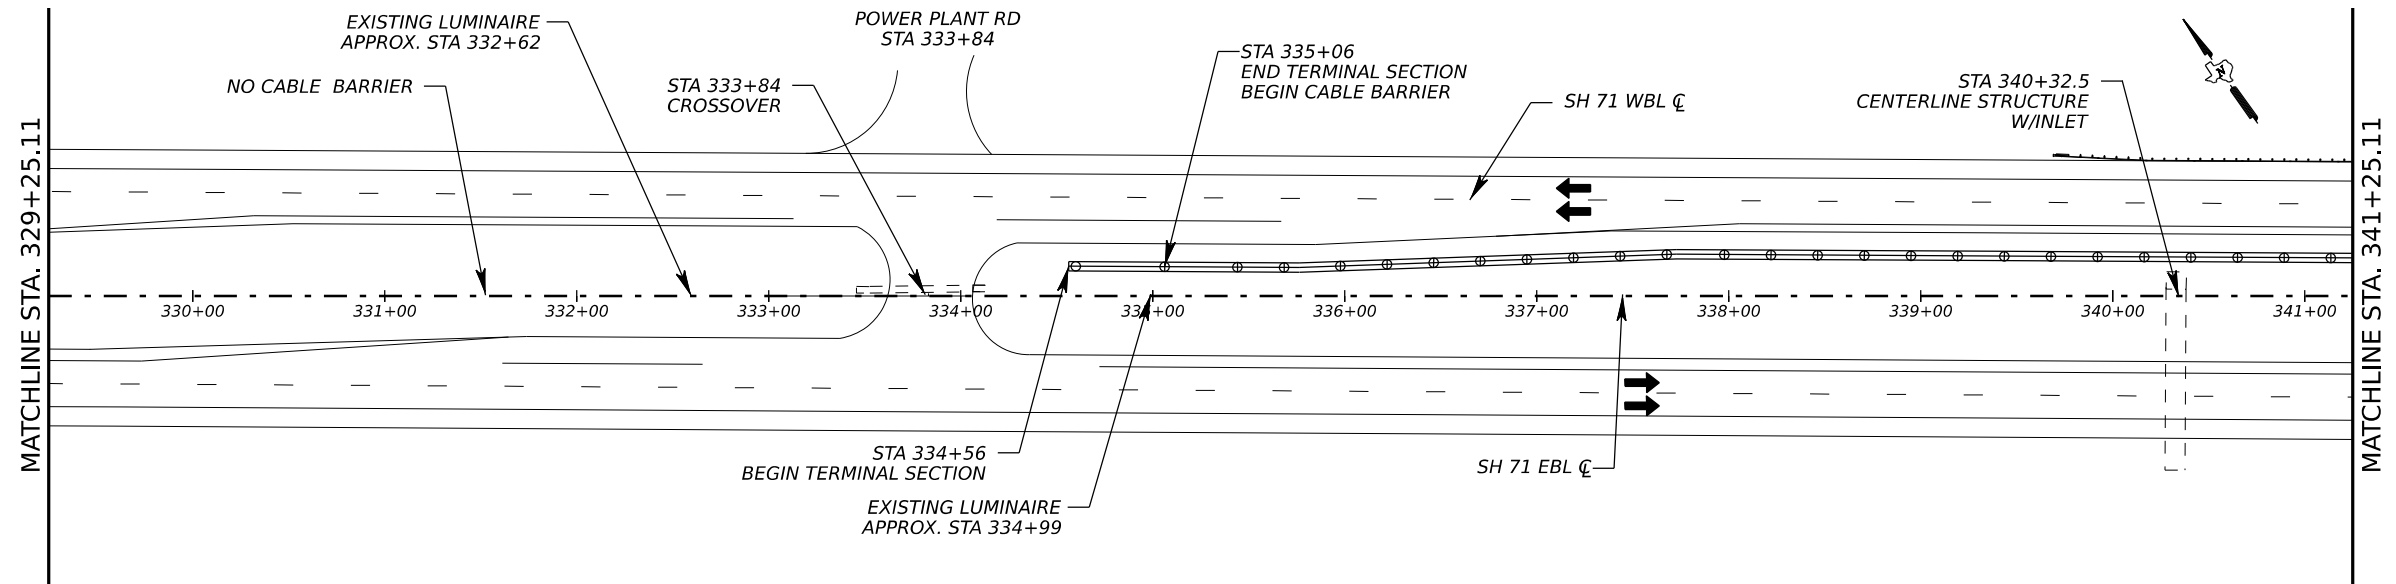 EXISTING LUMINAIRE
APPROX. STA 332+62
POWER PLANT RD
STA 333+84
NO CABLE BARRIER
STA 333+84
CROSSOVER
STA 335+06
END TERMINAL SECTION
BEGIN CABLE BARRIER
SH 71 WBL ℄
STA 340+32.5
CENTERLINE STRUCTURE
W/INLET
N
MATCHLINE STA. 329+25.11
MATCHLINE STA. 341+25.11
330+00
331+00
332+00
333+00
334+00
335+00
336+00
337+00
338+00
339+00
340+00
341+00
STA 334+56
BEGIN TERMINAL SECTION
SH 71 EBL ℄
EXISTING LUMINAIRE
APPROX. STA 334+99